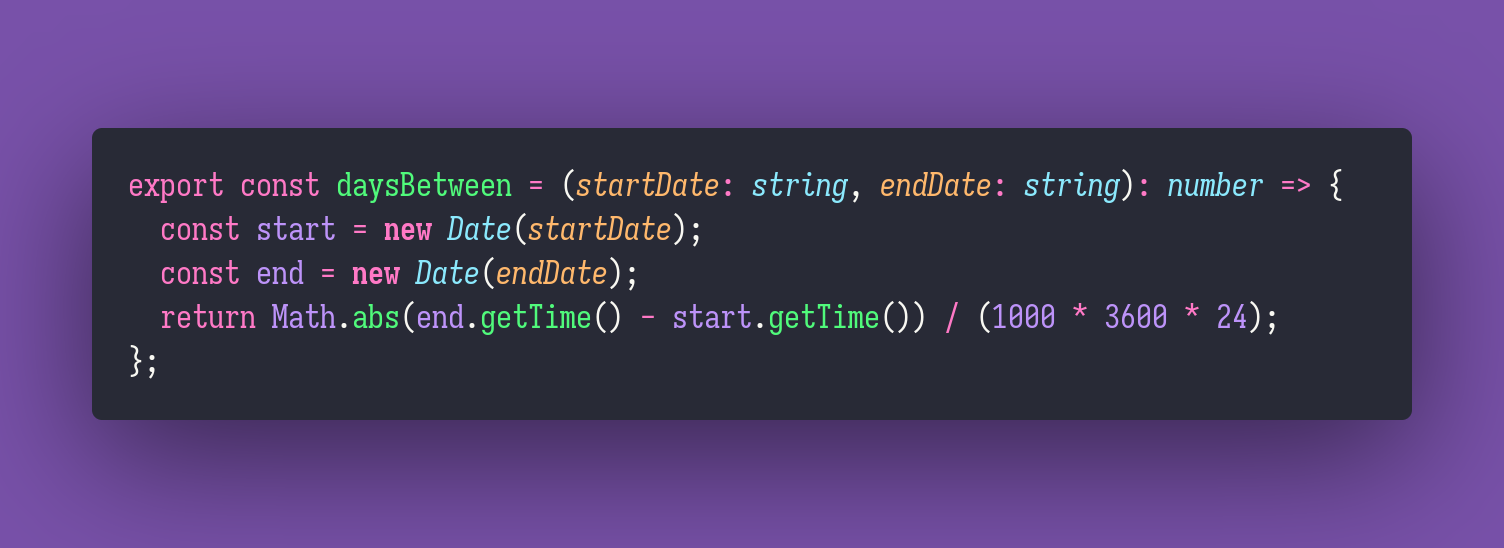 export const daysBetween = (startDate: string, endDate: string): number => {
  const start = new Date(startDate);
  const end = new Date(endDate);
  return Math.abs(end.getTime() - start.getTime()) / (1000 * 3600 * 24);
};